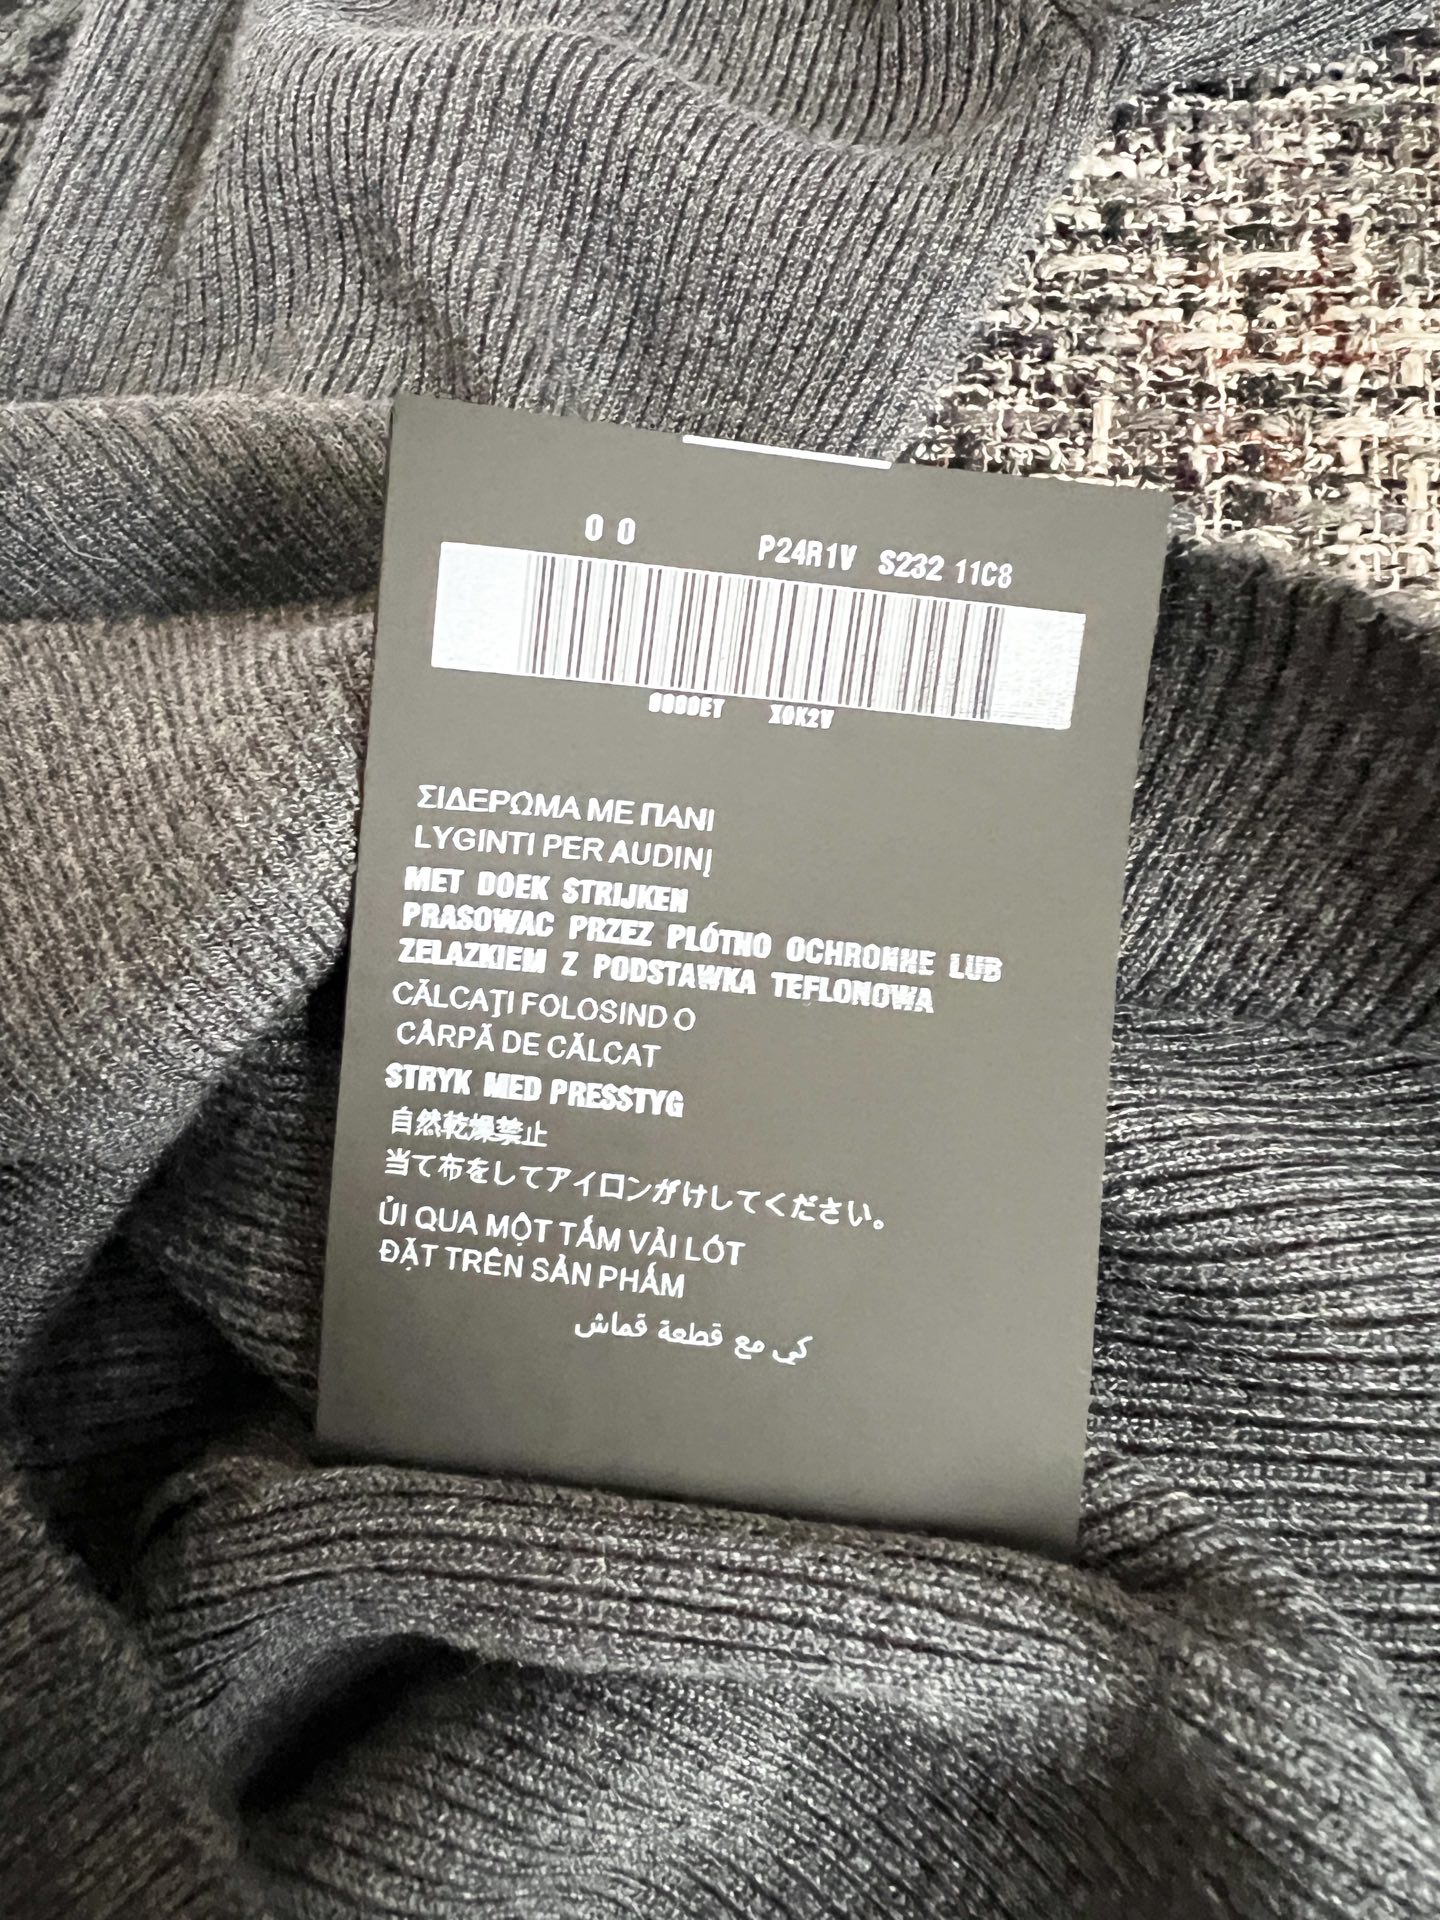 0 0 P24R1V S232 11C8
0000ET X0K2V
ΣΙΔΕΡΩΜΑ ΜΕ ΠΑΝΙ
LYGINTI PER AUDINĮ
MET DOEK STRIJKEN
PRASOWAC PRZEZ PLÓTNO OCHRONNE LUB
ZELAZKIEM Z PODSTAWKA TEFLONOWA
CĂLCAŢI FOLOSIND O
CÂRPĂ DE CĂLCAT
STRYK MED PRESSTYG
自然乾燥禁止
当て布をしてアイロンがけしてください。
ỦI QUA MỘT TẤM VẢI LÓT
ĐẶT TRÊN SẢN PHẨM
كي مع قطعة قماش